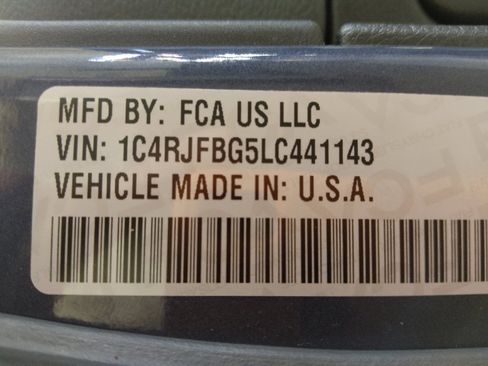 MFD BY: FCA US LLC
VIN: 1C4RJFBG5LC441143
VEHICLE MADE IN: U.S.A.